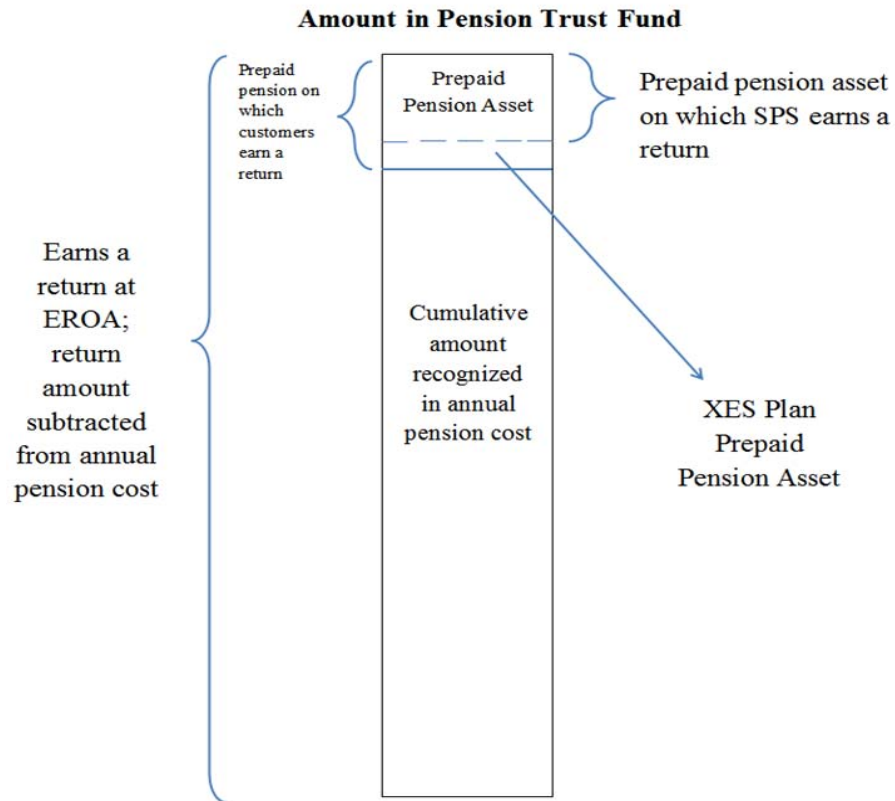 Amount in Pension Trust Fund
Prepaid
pension on
which
customers
earn a
return
Prepaid
Pension Asset
Prepaid pension asset
on which SPS earns a
return
Earns a
return at
EROA;
return
amount
subtracted
from annual
pension cost
Cumulative
amount
recognized
in annual
pension cost
XES Plan
Prepaid
Pension Asset